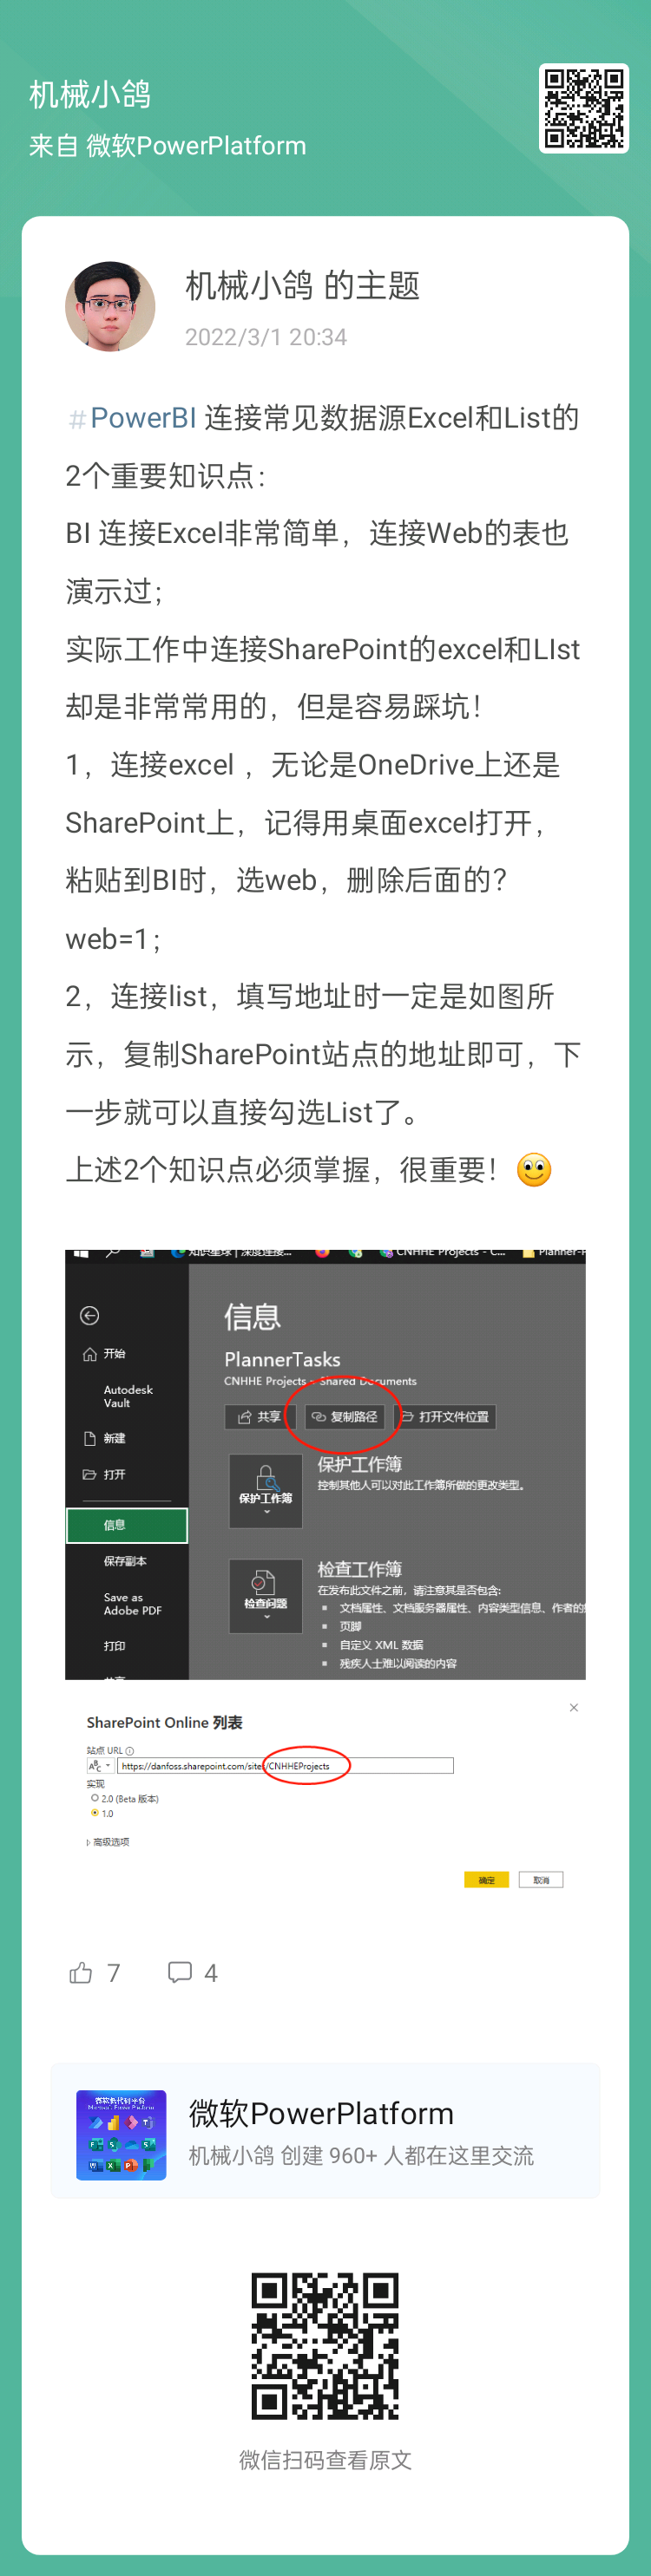 机械小鸽
来自 微软PowerPlatform
机械小鸽 的主题
2022/3/1 20:34
#PowerBI 连接常见数据源Excel和List的
2个重要知识点：
BI 连接Excel非常简单，连接Web的表也
演示过；
实际工作中连接SharePoint的excel和LIst
却是非常常用的，但是容易踩坑！
1，连接excel ，无论是OneDrive上还是
SharePoint上，记得用桌面excel打开，
粘贴到BI时，选web，删除后面的？
web=1；
2，连接list，填写地址时一定是如图所
示，复制SharePoint站点的地址即可，下
一步就可以直接勾选List了。
上述2个知识点必须掌握，很重要！
知识星球 | 深度连接...
CNHHE Projects - C...
Planner-
信息
开始
PlannerTasks
CNHHE Projects - Shared Documents
Autodesk
Vault
共享
复制路径
打开文件位置
新建
打开
保护工作簿
保护工作簿
控制其他人可以对此工作簿所做的更改类型。
信息
保存副本
检查问题
检查工作簿
在发布此文件之前，请注意其是否包含:
文档属性、文档服务器属性、内容类型信息、作者的
页脚
自定义 XML 数据
残疾人士难以阅读的内容
Save as
Adobe PDF
打印
SharePoint Online 列表
站点 URL
https://danfoss.sharepoint.com/sites/CNHHEProjects
实现
2.0 (Beta 版本)
1.0
高级选项
确定
取消
7
4
微软低代码平台
Microsoft Power Platform
微软PowerPlatform
机械小鸽 创建 960+ 人都在这里交流
微信扫码查看原文